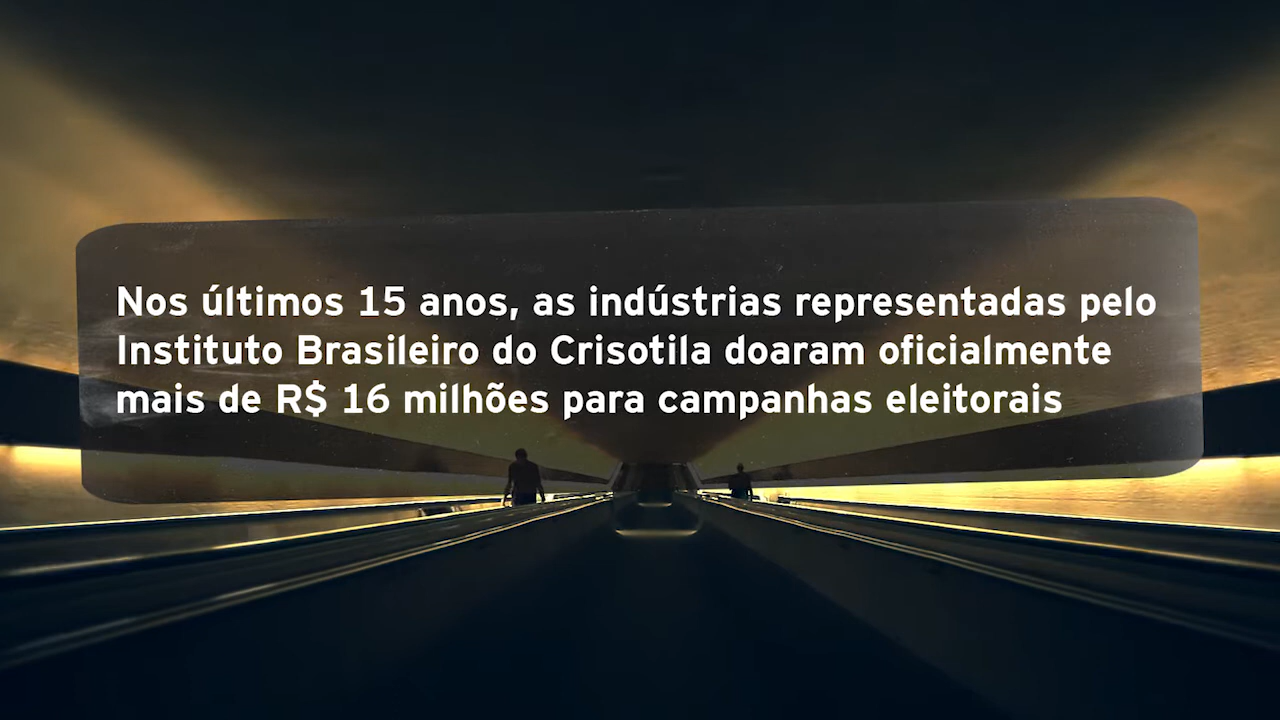 Nos últimos 15 anos, as indústrias representadas pelo
Instituto Brasileiro do Crisotila doaram oficialmente
mais de R$ 16 milhões para campanhas eleitorais